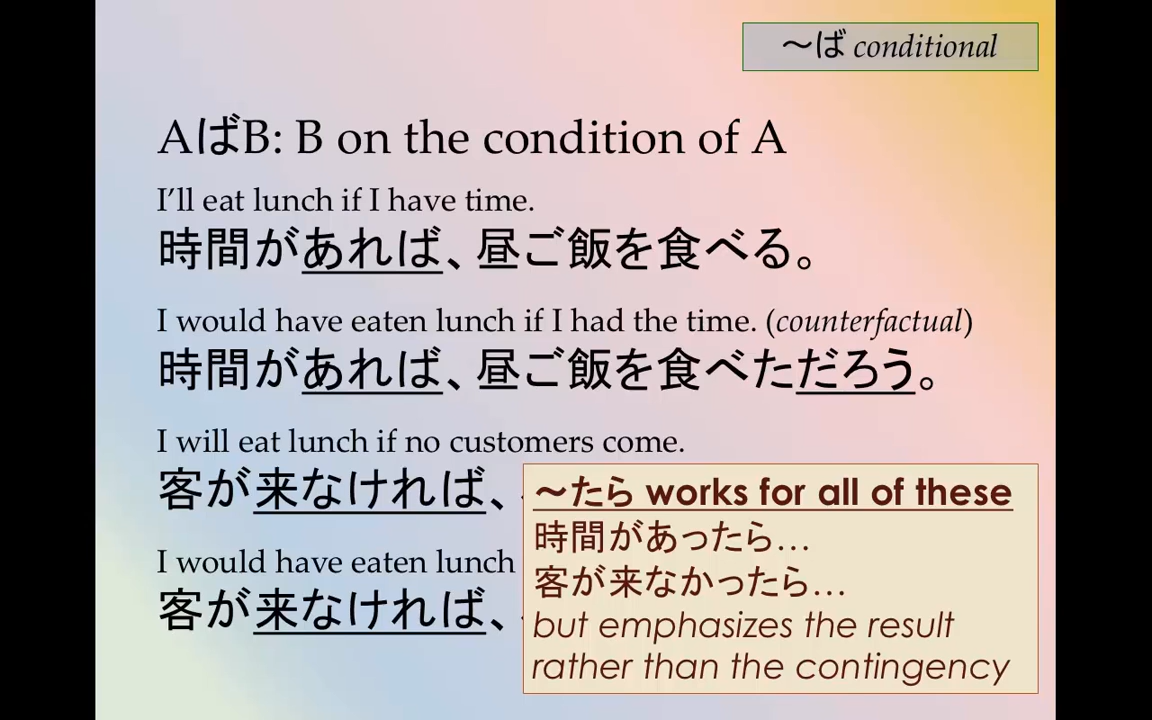 〜ば conditional
AばB: B on the condition of A
I’ll eat lunch if I have time.
時間があれば、昼ご飯を食べる。
I would have eaten lunch if I had the time. (counterfactual)
時間があれば、昼ご飯を食べただろう。
I will eat lunch if no customers come.
客が来なければ、
I would have eaten lunch
客が来なければ、
〜たら works for all of these
時間があったら…
客が来なかったら…
but emphasizes the result
rather than the contingency